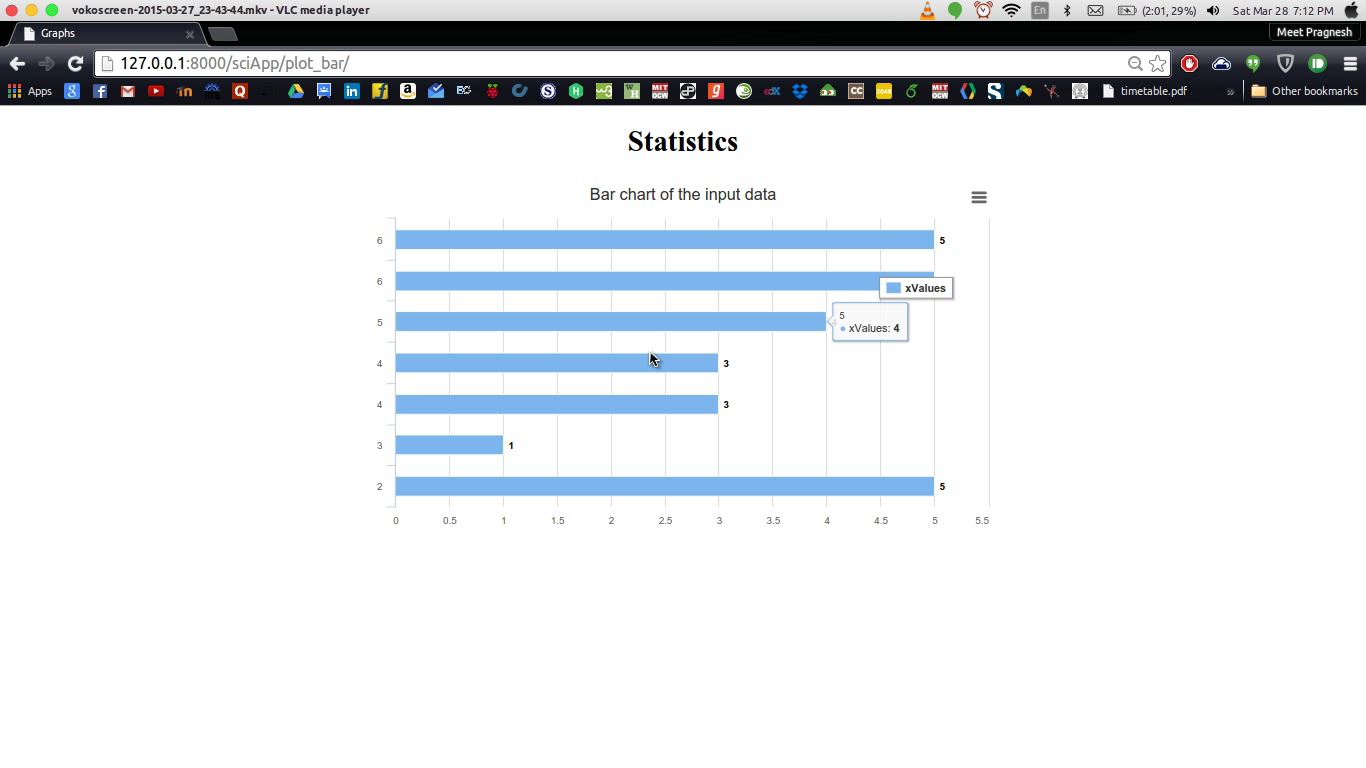 vokoscreen-2015-03-27_23-43-44.mkv - VLC media player
En
(2:01, 29%)
Sat Mar 28 7:12 PM
Graphs
Meet Pragnesh
127.0.0.1:8000/sciApp/plot_bar/
Apps
timetable.pdf
»
Other bookmarks
Statistics
Bar chart of the input data
6
5
6
xValues
5
5
xValues: 4
4
3
4
3
3
1
2
5
0 0.5 1 1.5 2 2.5 3 3.5 4 4.5 5 5.5